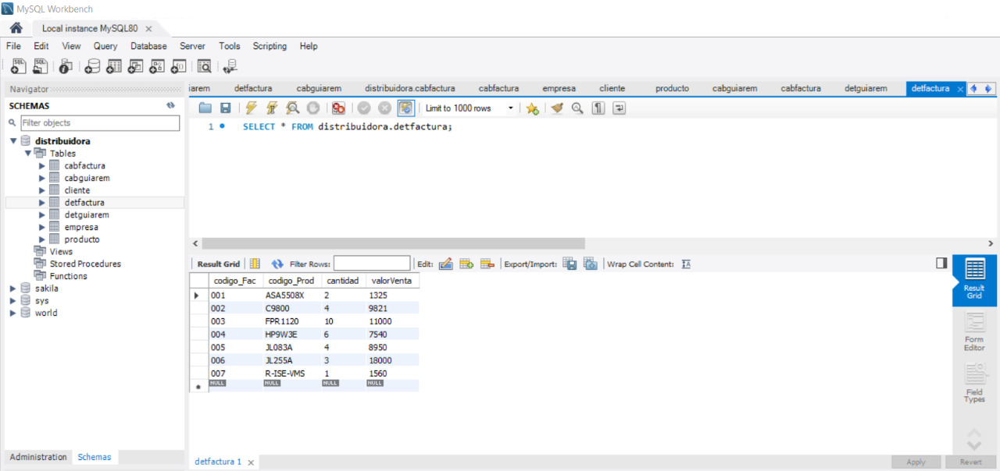 MySQL Workbench
Local instance MySQL80 ×
File Edit View Query Database Server Tools Scripting Help
Navigator
SCHEMAS
Filter objects
distribuidora
Tables
cabfactura
cabguiarem
cliente
detfactura
detguiarem
empresa
producto
Views
Stored Procedures
Functions
sakila
sys
world
Administration Schemas
iarem detfactura cabguiarem distribuidora.cabfactura cabfactura empresa cliente producto cabguiarem cabfactura detguiarem detfactura ×
Limit to 1000 rows
1 SELECT * FROM distribuidora.detfactura;
Result Grid Filter Rows: Edit: Export/Import: Wrap Cell Content:
codigo_Fac codigo_Prod cantidad valorVenta
001 ASA5508X 2 1325
002 C9800 4 9821
003 FPR1120 10 11000
004 HP9W3E 6 7540
005 JL083A 4 8950
006 JL255A 3 18000
007 R-ISE-VMS 1 1560
NULL NULL NULL NULL
Result
Grid
Form
Editor
Field
Types
detfactura 1 ×
Apply Revert